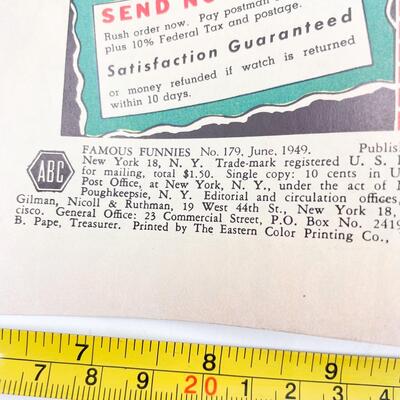 SEND NO
Rush order now. Pay postman
plus 10% Federal Tax and postage.
Satisfaction Guaranteed
or money refunded if watch is returned
within 10 days.
ABC
FAMOUS FUNNIES No. 179, June, 1949. Publis
New York 18, N. Y. Trade-mark registered U. S.
for mailing, total $1.50. Single copy: 10 cents in U
Post Office, at New York, N. Y., under the act of
Poughkeepsie, N. Y. Editorial and circulation offices,
Gilman, Nicoll & Ruthman, 19 West 44th St., New York 18,
cisco. General Office: 23 Commercial Street, P.O. Box No. 2419
B. Pape, Treasurer. Printed by The Eastern Color Printing Co.,
7 8 9
7 8 9 20 1 2 3 4